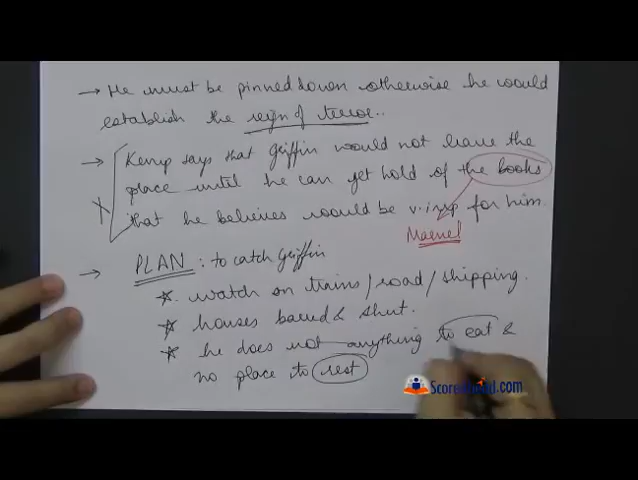 → He must be pinned down otherwise he would
establish the reign of terror..
→ Kemp says that Griffin would not leave the
place until he can get hold of the books
that he believes would be v. imp for him.
Marvel
→ PLAN : to catch Griffin
* watch on trains/road/shipping.
* houses barred & shut.
* he does not anything to eat &
no place to rest
.com